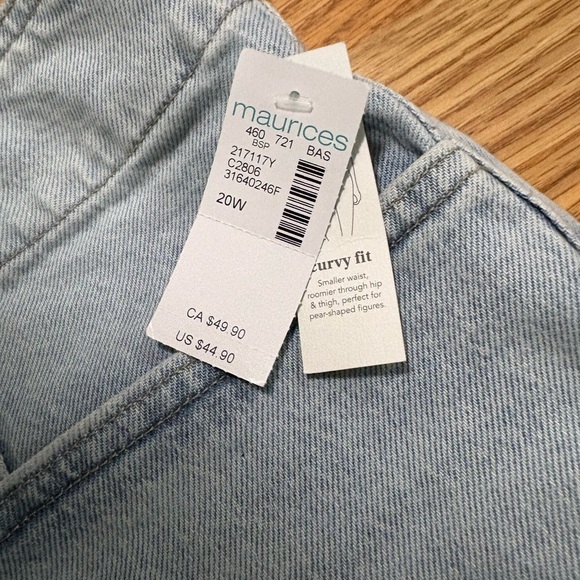 maurices
460 721 BAS
BSP
217117Y
C2806
31640246F
20W
CA $49.90
US $44.90
curvy fit
Smaller waist,
roomier through hip
& thigh, perfect for
pear-shaped figures.